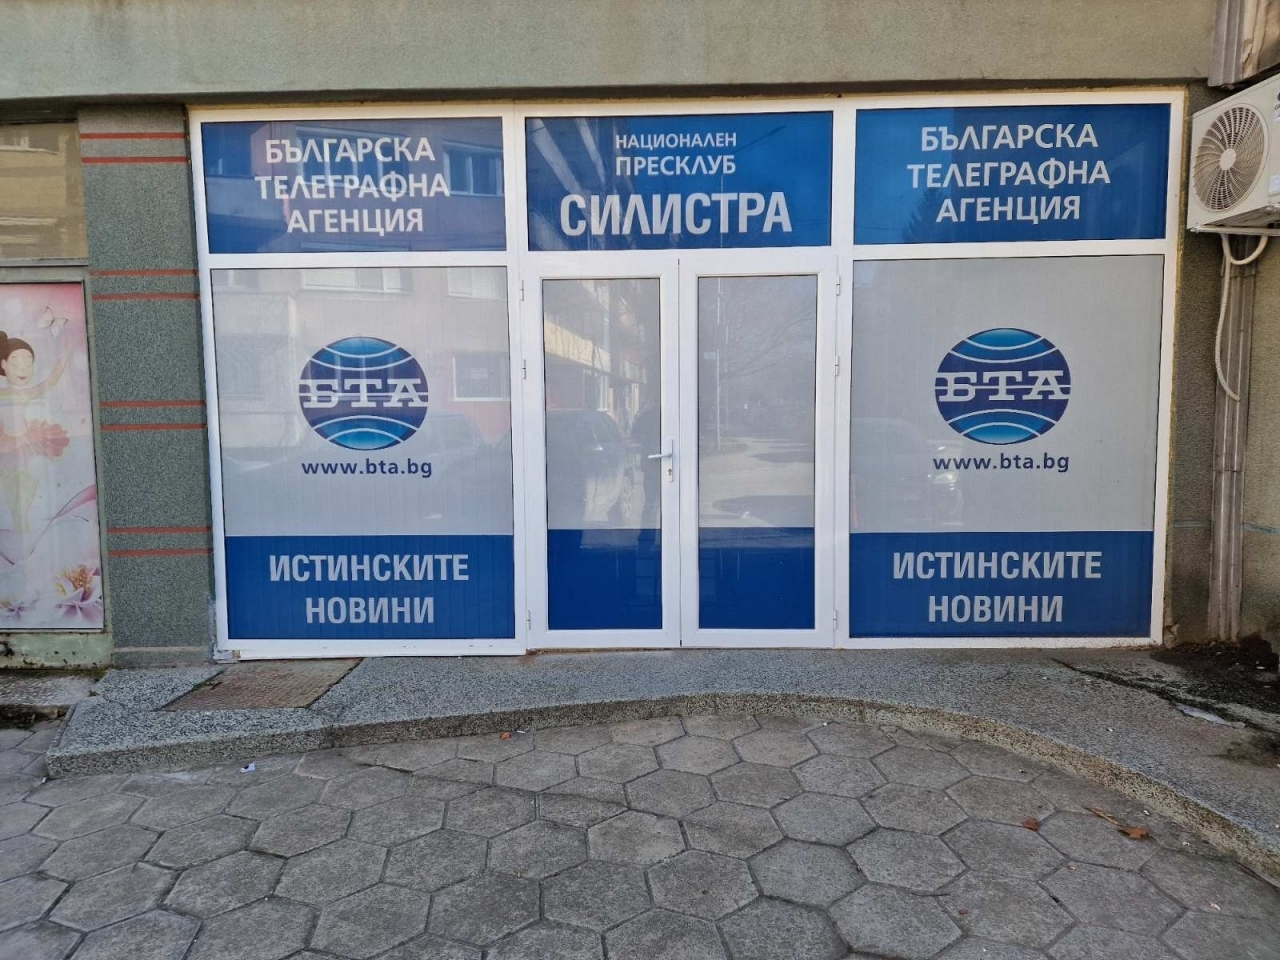 БЪЛГАРСКА
ТЕЛЕГРАФНА
АГЕНЦИЯ
НАЦИОНАЛЕН
ПРЕСКЛУБ
СИЛИСТРА
БЪЛГАРСКА
ТЕЛЕГРАФНА
АГЕНЦИЯ
БТА
www.bta.bg
БТА
www.bta.bg
ИСТИНСКИТЕ
НОВИНИ
ИСТИНСКИТЕ
НОВИНИ